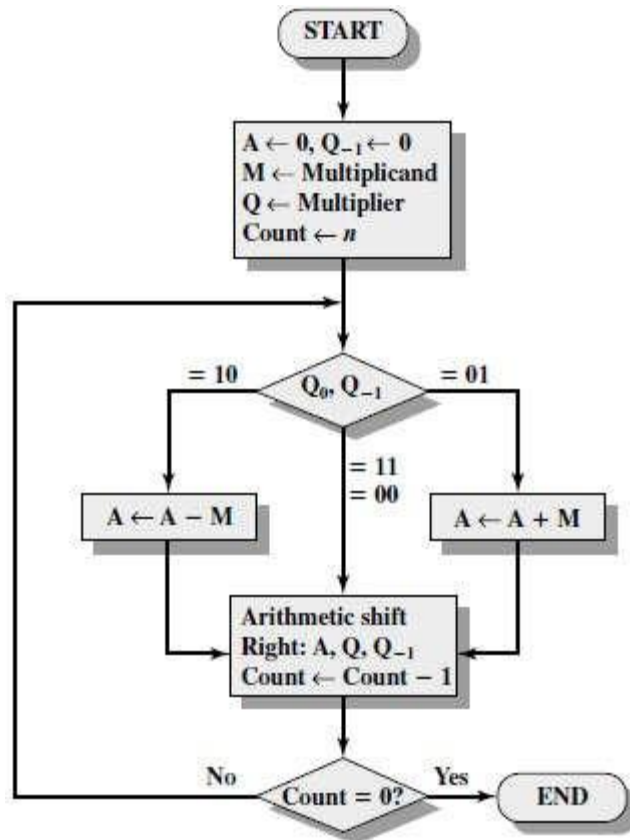 START
A ← 0, Q₋₁ ← 0
M ← Multiplicand
Q ← Multiplier
Count ← n
= 10
Q₀, Q₋₁
= 01
= 11
= 00
A ← A − M
A ← A + M
Arithmetic shift
Right: A, Q, Q₋₁
Count ← Count − 1
No
Count = 0?
Yes
END